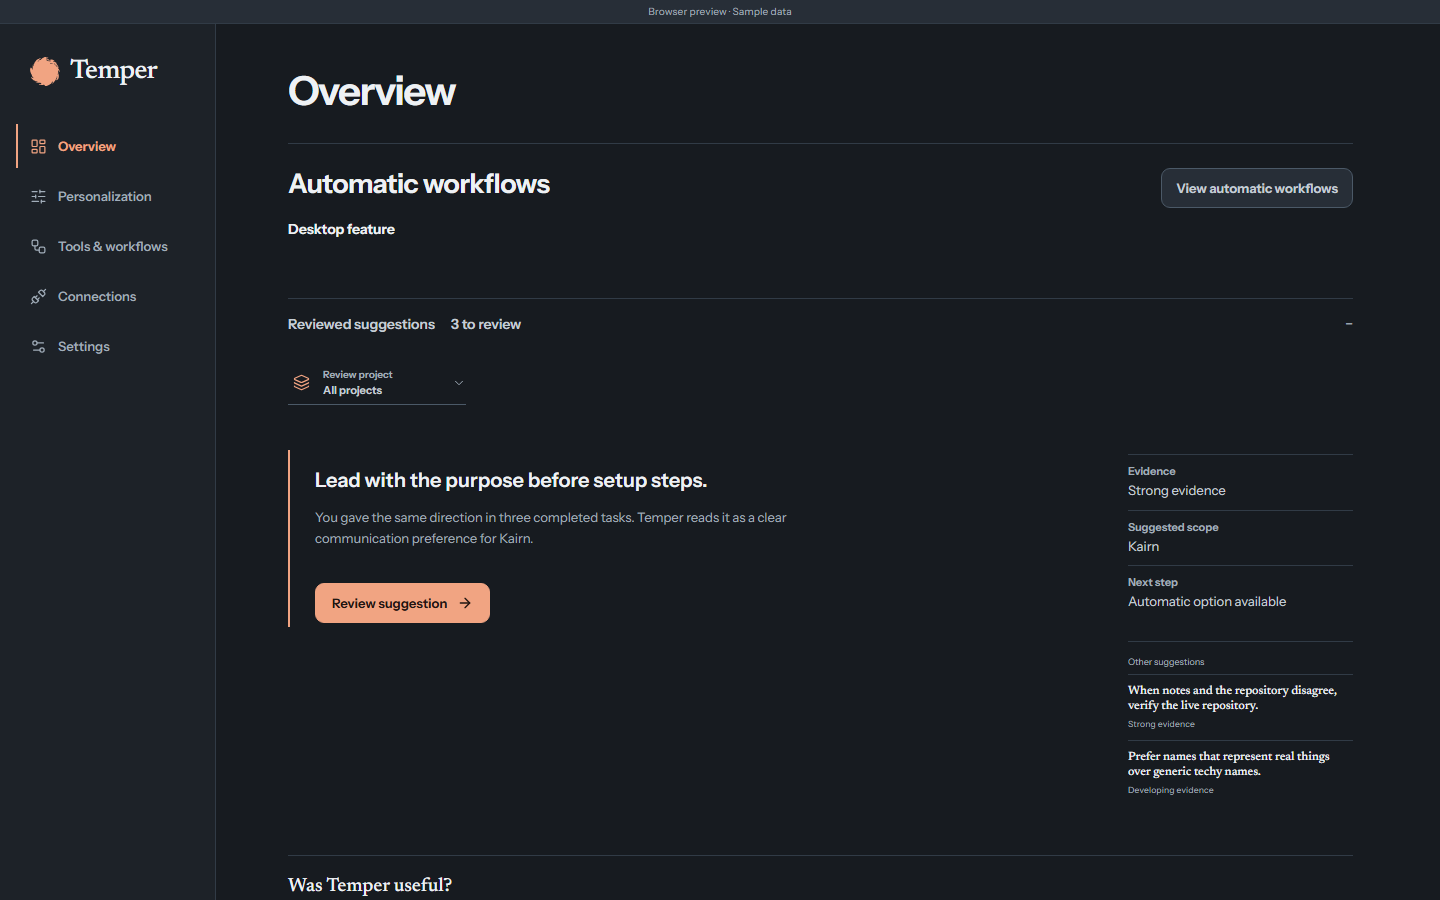 Browser preview · Sample data
Temper
Overview
Personalization
Tools & workflows
Connections
Settings
Overview
Automatic workflows
View automatic workflows
Desktop feature
Reviewed suggestions 3 to review
Review project
All projects
Lead with the purpose before setup steps.
You gave the same direction in three completed tasks. Temper reads it as a clear
communication preference for Kairn.
Review suggestion
Evidence
Strong evidence
Suggested scope
Kairn
Next step
Automatic option available
Other suggestions
When notes and the repository disagree,
verify the live repository.
Strong evidence
Prefer names that represent real things
over generic techy names.
Developing evidence
Was Temper useful?